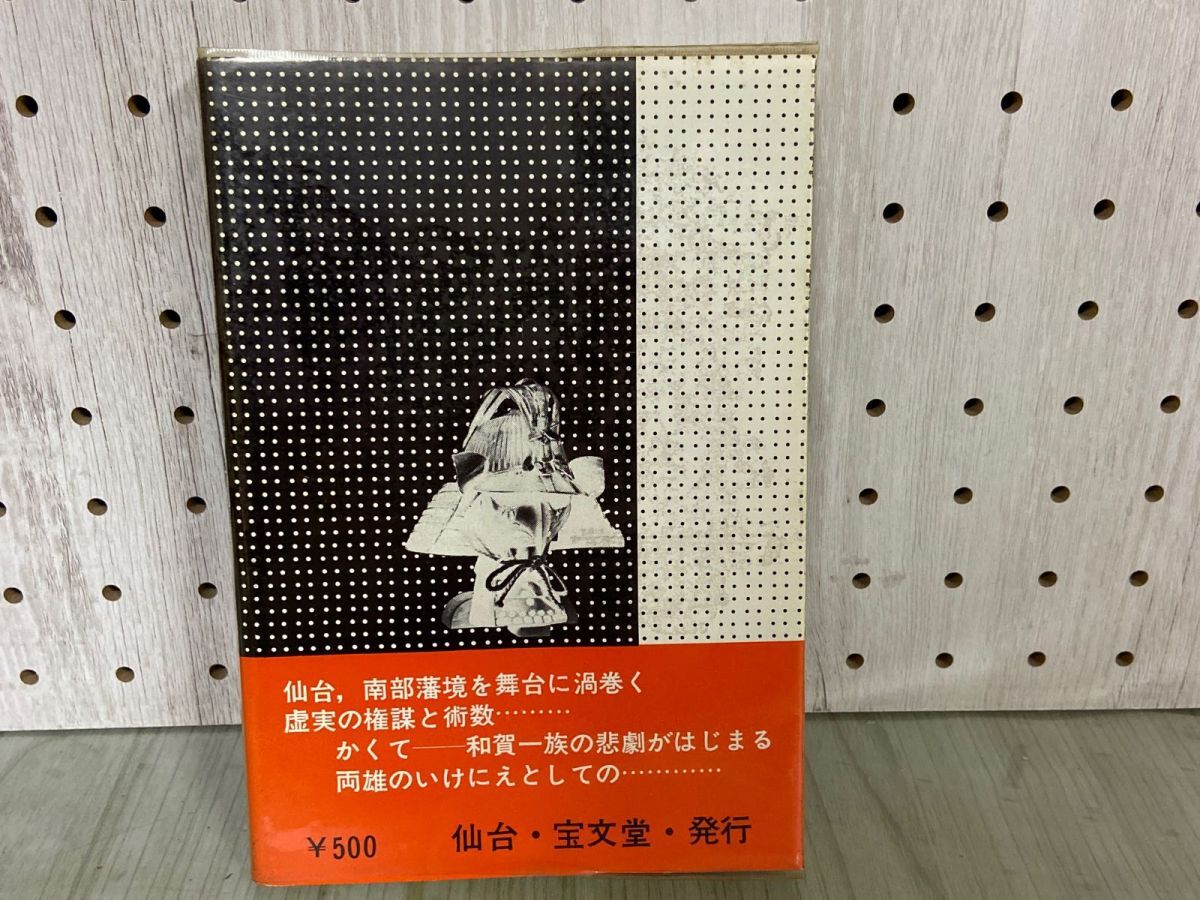 仙台，南部藩境を舞台に渦巻く
虚実の権謀と術数………
かくて――和賀一族の悲劇がはじまる
両雄のいけにえとしての…………
￥500
仙台・宝文堂・発行